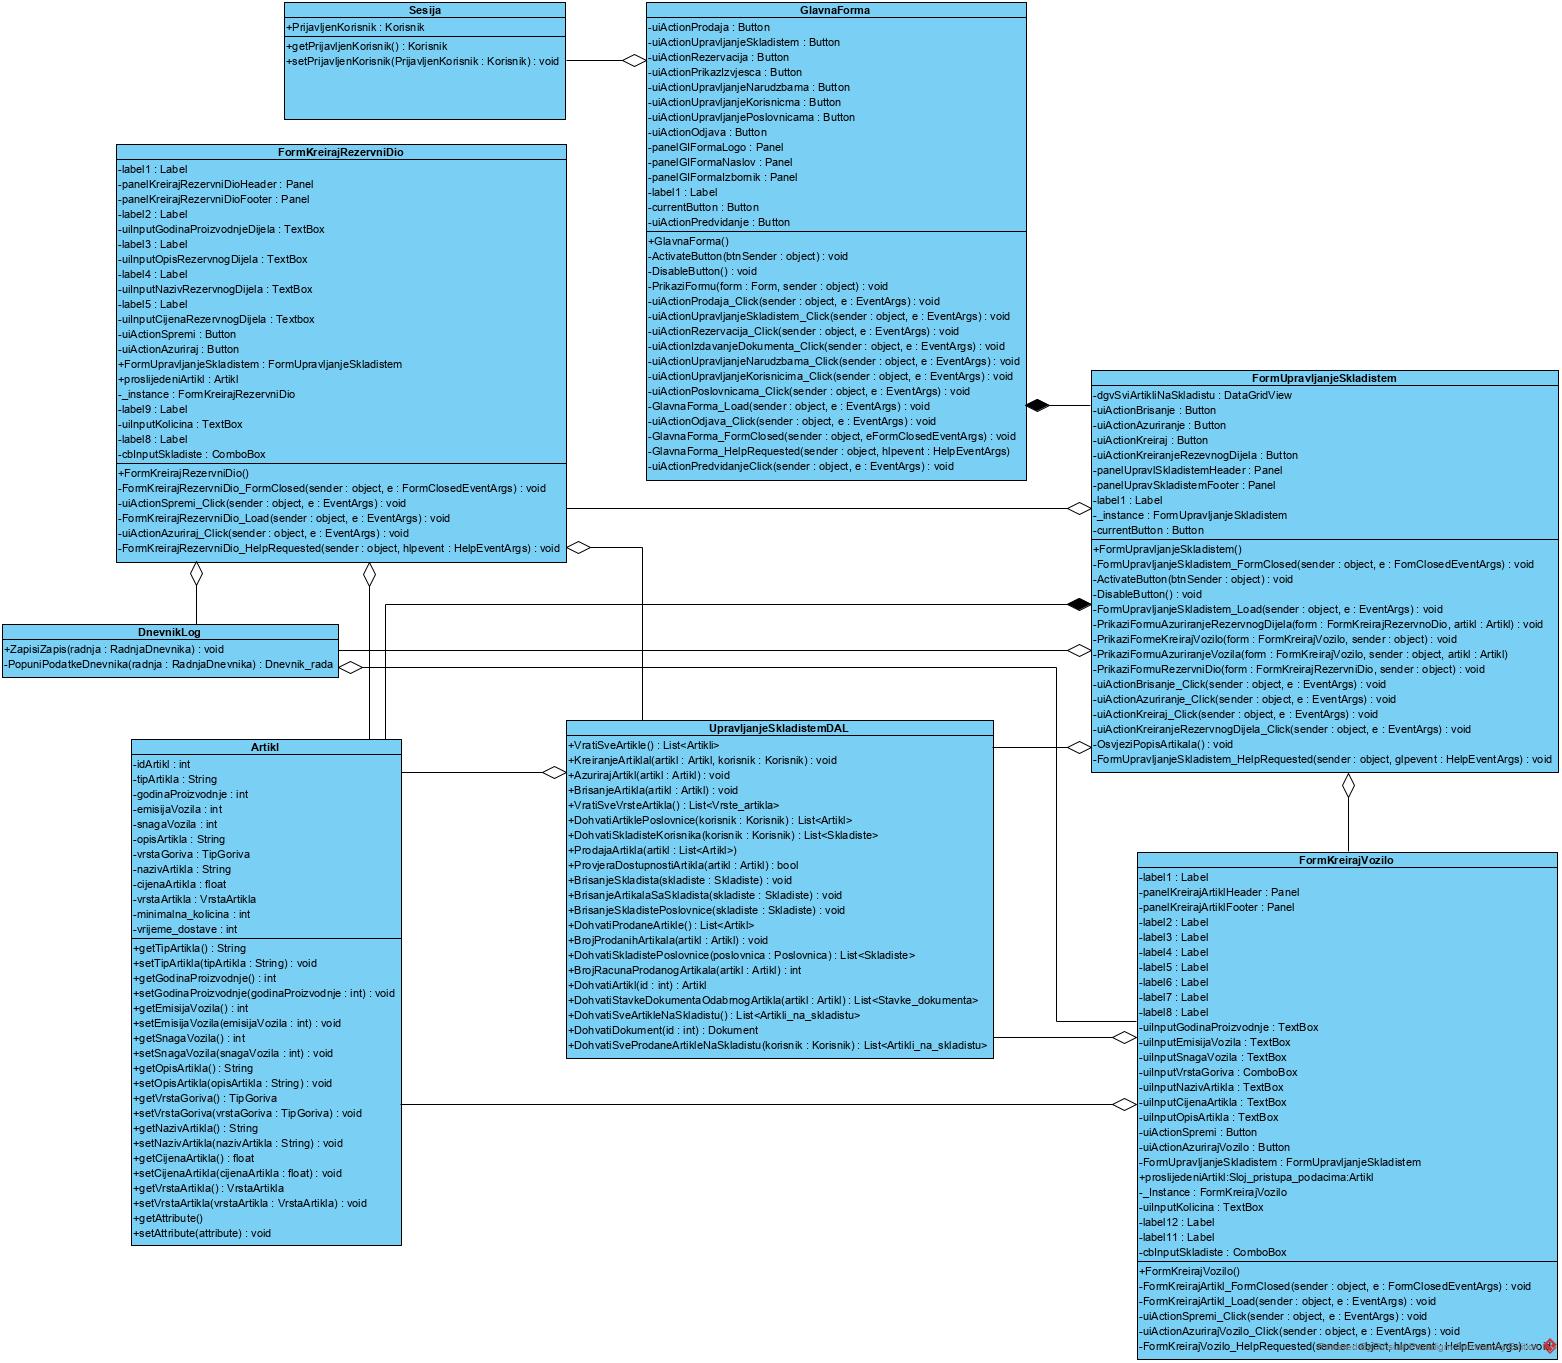 Sesija
+PrijavljenKorisnik : Korisnik
+getPrijavljenKorisnik() : Korisnik
+setPrijavljenKorisnik(PrijavljenKorisnik : Korisnik) : void
GlavnaForma
-uiActionProdaja : Button
-uiActionUpravljanjeSkladistem : Button
-uiActionRezervacija : Button
-uiActionPrikazIzvjesca : Button
-uiActionUpravljanjeNarudzbama : Button
-uiActionUpravljanjeKorisnicma : Button
-uiActionUpravljanjePoslovnicama : Button
-uiActionOdjava : Button
-panelGlFormaLogo : Panel
-panelGlFormaNaslov : Panel
-panelGlFormaIzbornik : Panel
-label1 : Label
-currentButton : Button
-uiActionPredvidanje : Button
+GlavnaForma()
-ActivateButton(btnSender : object) : void
-DisableButton() : void
-PrikaziFormu(form : Form, sender : object) : void
-uiActionProdaja_Click(sender : object, e : EventArgs) : void
-uiActionUpravljanjeSkladistem_Click(sender : object, e : EventArgs) : void
-uiActionRezervacija_Click(sender : object, e : EventArgs) : void
-uiActionIzdavanjeDokumenta_Click(sender : object, e : EventArgs) : void
-uiActionUpravljanjeNarudzbama_Click(sender : object, e : EventArgs) : void
-uiActionUpravljanjeKorisnicima_Click(sender : object, e : EventArgs) : void
-uiActionPoslovnicama_Click(sender : object, e : EventArgs) : void
-GlavnaForma_Load(sender : object, e : EventArgs) : void
-uiActionOdjava_Click(sender : object, e : EventArgs) : void
-GlavnaForma_FormClosed(sender : object, eFormClosedEventArgs) : void
-GlavnaForma_HelpRequested(sender : object, hlpevent : HelpEventArgs)
-uiActionPredvidanjeClick(sender : object, e : EventArgs) : void
FormKreirajRezervniDio
-label1 : Label
-panelKreirajRezervniDioHeader : Panel
-panelKreirajRezervniDioFooter : Panel
-label2 : Label
-uiInputGodinaProizvodnjeDijela : TextBox
-label3 : Label
-uiInputOpisRezervnogDijela : TextBox
-label4 : Label
-uiInputNazivRezervnogDijela : TextBox
-label5 : Label
-uiInputCijenaRezervnogDijela : Textbox
-uiActionSpremi : Button
-uiActionAzuriraj : Button
+FormUpravljanjeSkladistem : FormUpravljanjeSkladistem
+proslijedeniArtikl : Artikl
-_instance : FormKreirajRezervniDio
-label9 : Label
-uiInputKolicina : TextBox
-label8 : Label
-cbInputSkladiste : ComboBox
+FormKreirajRezervniDio()
-FormKreirajRezervniDio_FormClosed(sender : object, e : FormClosedEventArgs) : void
-uiActionSpremi_Click(sender : object, e : EventArgs) : void
-FormKreirajRezervniDio_Load(sender : object, e : EventArgs) : void
-uiActionAzuriraj_Click(sender : object, e : EventArgs) : void
-FormKreirajRezervniDio_HelpRequested(sender : object, hlpevent : HelpEventArgs) : void
FormUpravljanjeSkladistem
-dgvSviArtikliNaSkladistu : DataGridView
-uiActionBrisanje : Button
-uiActionAzuriranje : Button
-uiActionKreiraj : Button
-uiActionKreiranjeRezevnogDijela : Button
-panelUpravlSkladistemHeader : Panel
-panelUpravSkladistemFooter : Panel
-label1 : Label
-_instance : FormUpravljanjeSkladistem
-currentButton : Button
+FormUpravljanjeSkladistem()
-FormUpravljanjeSkladistem_FormClosed(sender : object, e : FomClosedEventArgs) : void
-ActivateButton(btnSender : object) : void
-DisableButton() : void
-FormUpravljanjeSkladistem_Load(sender : object, e : EventArgs) : void
-PrikaziFormuAzuriranjeRezervnogDijela(form : FormKreirajRezervnoDio, artikl : Artikl) : void
-PrikaziFormeKreirajVozilo(form : FormKreirajVozilo, sender : object) : void
-PrikaziFormuAzuriranjeVozila(form : FormKreirajVozilo, sender : object, artikl : Artikl)
-PrikaziFormuRezervniDio(form : FormKreirajRezervniDio, sender : object) : void
-uiActionBrisanje_Click(sender : object, e : EventArgs) : void
-uiActionAzuriranje_Click(sender : object, e : EventArgs) : void
-uiActionKreiraj_Click(sender : object, e : EventArgs) : void
-uiActionKreiranjeRezervnogDijela_Click(sender : object, e : EventArgs) : void
-OsvjeziPopisArtikala() : void
-FormUpravljanjeSkladistem_HelpRequested(sender : object, glpevent : HelpEventArgs) : void
DnevnikLog
+ZapisiZapis(radnja : RadnjaDnevnika) : void
-PopuniPodatkeDnevnika(radnja : RadnjaDnevnika) : Dnevnik_rada
Artikl
-idArtikl : int
-tipArtikla : String
-godinaProizvodnje : int
-emisijaVozila : int
-snagaVozila : int
-opisArtikla : String
-vrstaGoriva : TipGoriva
-nazivArtikla : String
-cijenaArtikla : float
-vrstaArtikla : VrstaArtikla
-minimalna_kolicina : int
-vrijeme_dostave : int
+getTipArtikla() : String
+setTipArtikla(tipArtikla : String) : void
+getGodinaProizvodnje() : int
+setGodinaProizvodnje(godinaProizvodnje : int) : void
+getEmisijaVozila() : int
+setEmisijaVozila(emisijaVozila : int) : void
+getSnagaVozila() : int
+setSnagaVozila(snagaVozila : int) : void
+getOpisArtikla() : String
+setOpisArtikla(opisArtikla : String) : void
+getVrstaGoriva() : TipGoriva
+setVrstaGoriva(vrstaGoriva : TipGoriva) : void
+getNazivArtikla() : String
+setNazivArtikla(nazivArtikla : String) : void
+getCijenaArtikla() : float
+setCijenaArtikla(cijenaArtikla : float) : void
+getVrstaArtikla() : VrstaArtikla
+setVrstaArtikla(vrstaArtikla : VrstaArtikla) : void
+getAttribute()
+setAttribute(attribute) : void
UpravljanjeSkladistemDAL
+VratiSveArtikle() : List<Artikli>
+KreiranjeArtiklal(artikl : Artikl, korisnik : Korisnik) : void
+AzurirajArtikl(artikl : Artikl) : void
+BrisanjeArtikla(artikl : Artikl) : void
+VratiSveVrsteArtikla() : List<Vrste_artikla>
+DohvatiArtiklePoslovnice(korisnik : Korisnik) : List<Artikl>
+DohvatiSkladisteKorisnika(korisnik : Korisnik) : List<Skladiste>
+ProdajaArtikla(artikl : List<Artikl>)
+ProvjeraDostupnostiArtikla(artikl : Artikl) : bool
+BrisanjeSkladista(skladiste : Skladiste) : void
+BrisanjeArtikalaSaSkladista(skladiste : Skladiste) : void
+BrisanjeSkladistePoslovnice(skladiste : Skladiste) : void
+DohvatiProdaneArtikle() : List<Artikl>
+BrojProdanihArtikala(artikl : Artikl) : void
+DohvatiSkladistePoslovnice(poslovnica : Poslovnica) : List<Skladiste>
+BrojRacunaProdanogArtikala(artikl : Artikl) : int
+DohvatiArtikl(id : int) : Artikl
+DohvatiStavkeDokumentaOdabrnogArtikla(artikl : Artikl) : List<Stavke_dokumenta>
+DohvatiSveArtikleNaSkladistu() : List<Artikli_na_skladistu>
+DohvatiDokument(id : int) : Dokument
+DohvatiSveProdaneArtikleNaSkladistu(korisnik : Korisnik) : List<Artikli_na_skladistu>
FormKreirajVozilo
-label1 : Label
-panelKreirajArtiklHeader : Panel
-panelKreirajArtiklFooter : Panel
-label2 : Label
-label3 : Label
-label4 : Label
-label5 : Label
-label6 : Label
-label7 : Label
-label8 : Label
-uiInputGodinaProizvodnje : TextBox
-uiInputEmisijaVozila : TextBox
-uiInputSnagaVozila : TextBox
-uiInputVrstaGoriva : ComboBox
-uiInputNazivArtikla : TextBox
-uiInputCijenaArtikla : TextBox
-uiInputOpisArtikla : TextBox
-uiActionSpremi : Button
-uiActionAzurirajVozilo : Button
-FormUpravljanjeSkladistem : FormUpravljanjeSkladistem
+proslijedeniArtikl:Sloj_pristupa_podacima:Artikl
-_Instance : FormKreirajVozilo
-uiInputKolicina : TextBox
-label12 : Label
-label11 : Label
-cbInputSkladiste : ComboBox
+FormKreirajVozilo()
-FormKreirajArtikl_FormClosed(sender : object, e : FormClosedEventArgs) : void
-FormKreirajArtikl_Load(sender : object, e : EventArgs) : void
-uiActionSpremi_Click(sender : object, e : EventArgs) : void
-uiActionAzurirajVozilo_Click(sender : object, e : EventArgs) : void
-FormKreirajVozilo_HelpRequested(sender : object, hlpevent : HelpEventArgs) : void